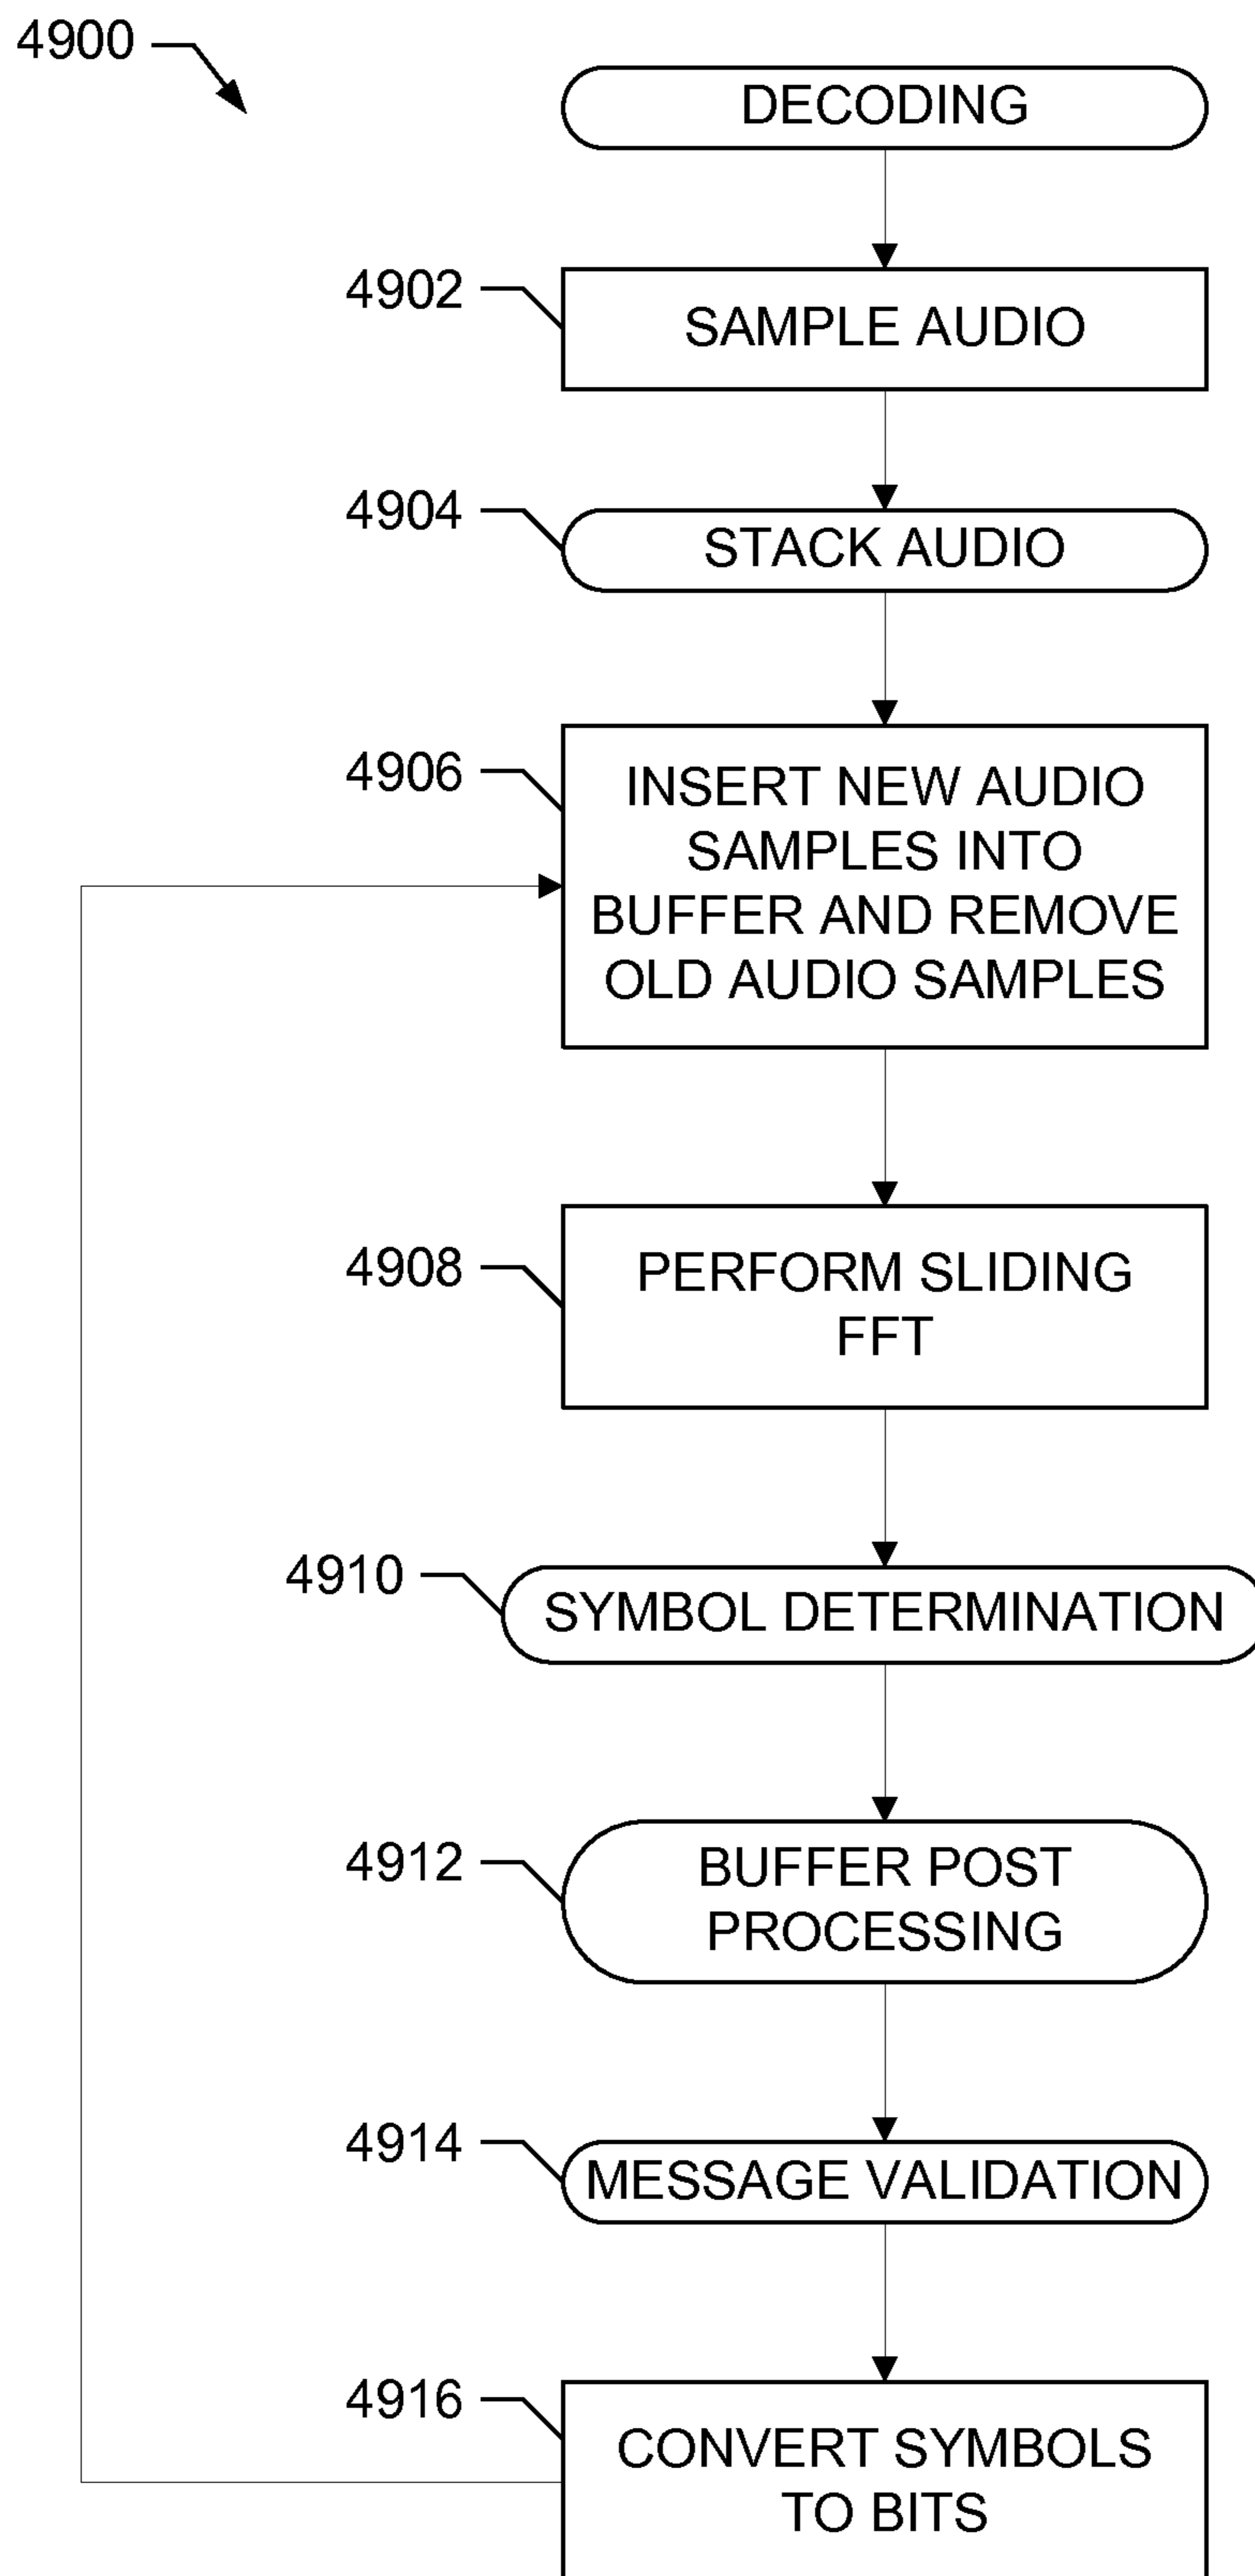 4900
DECODING
4902
SAMPLE AUDIO
4904
STACK AUDIO
4906
INSERT NEW AUDIO
SAMPLES INTO
BUFFER AND REMOVE
OLD AUDIO SAMPLES
4908
PERFORM SLIDING
FFT
4910
SYMBOL DETERMINATION
4912
BUFFER POST
PROCESSING
4914
MESSAGE VALIDATION
4916
CONVERT SYMBOLS
TO BITS